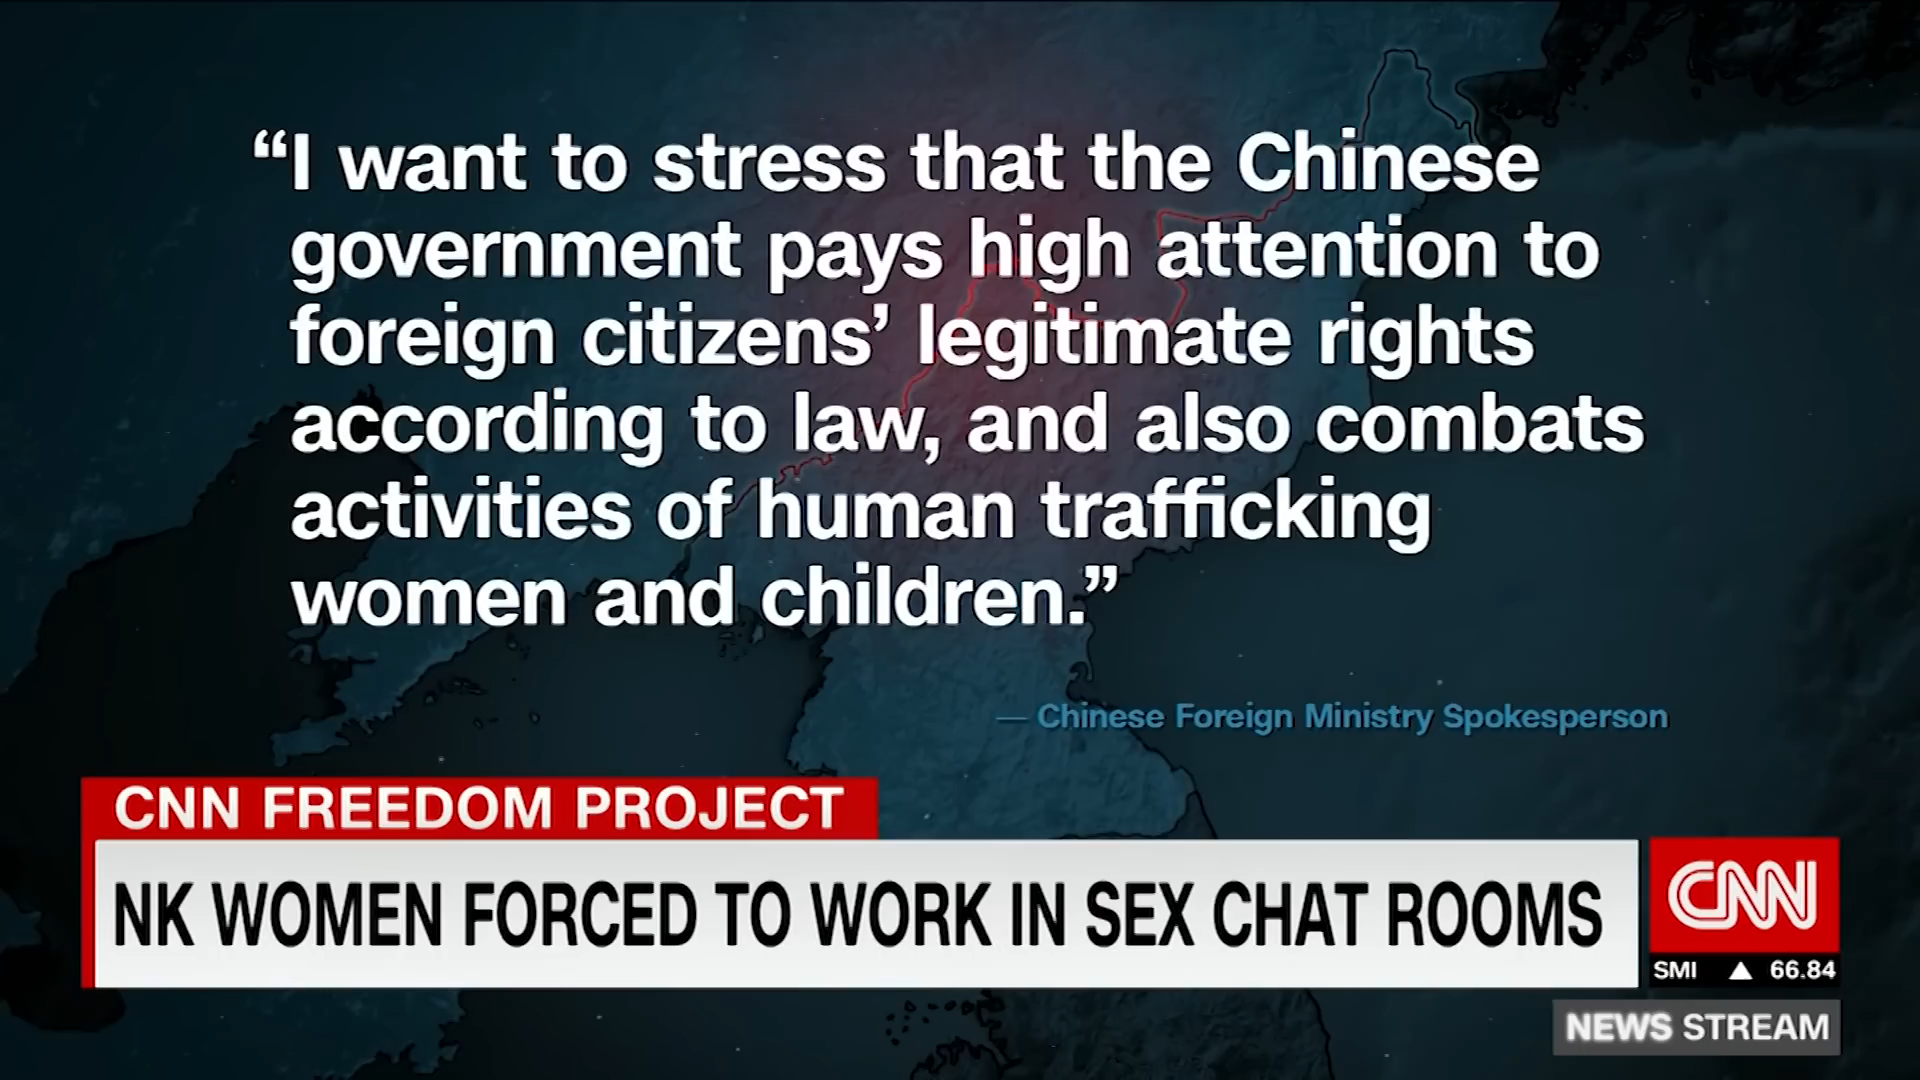 “I want to stress that the Chinese
government pays high attention to
foreign citizens’ legitimate rights
according to law, and also combats
activities of human trafficking
women and children.”
— Chinese Foreign Ministry Spokesperson
CNN FREEDOM PROJECT
NK WOMEN FORCED TO WORK IN SEX CHAT ROOMS
CNN
SMI ▲ 66.84
NEWS STREAM